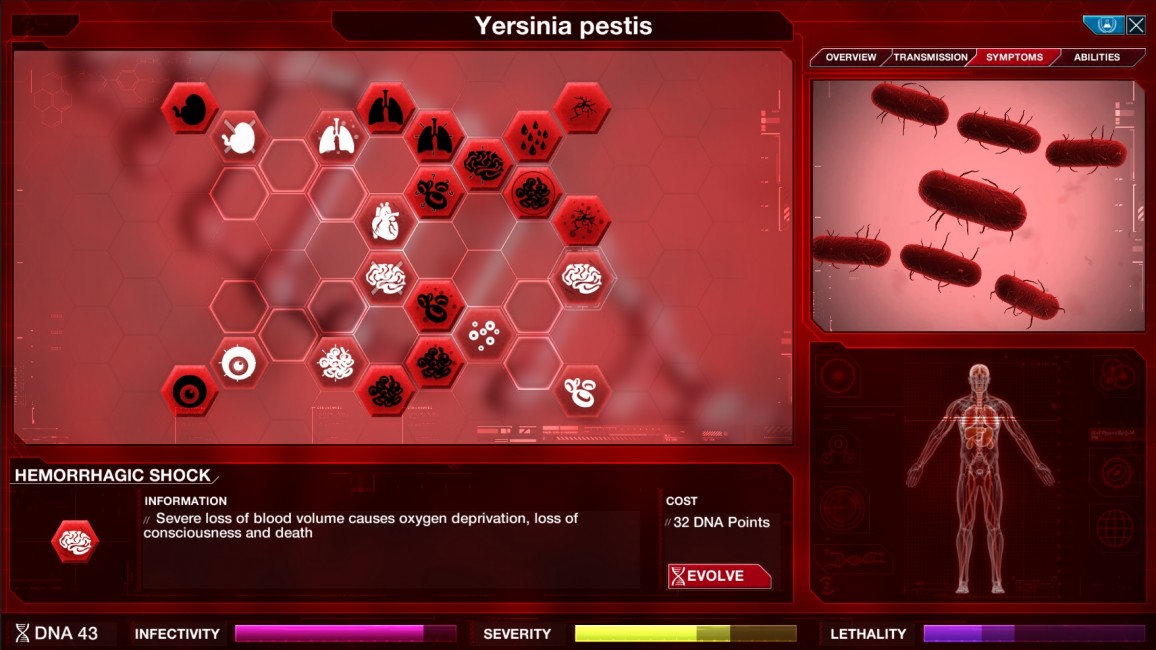 Yersinia pestis
OVERVIEW
TRANSMISSION
SYMPTOMS
ABILITIES
HEMORRHAGIC SHOCK
INFORMATION
// Severe loss of blood volume causes oxygen deprivation, loss of
consciousness and death
COST
// 32 DNA Points
EVOLVE
DNA 43
INFECTIVITY
SEVERITY
LETHALITY